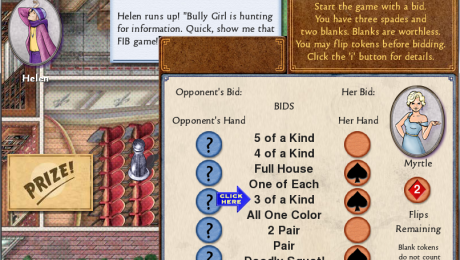 Helen runs up! "Bully Girl is hunting
for information. Quick, show me that
FIB game!
Helen
Start the game with a bid.
You have three spades and
two blanks. Blanks are worthless.
You may flip tokens before bidding.
Click the 'i' button for details.
PRIZE!
Opponent's Bid:
BIDS
Her Bid:
Opponent's Hand
Her Hand
5 of a Kind
4 of a Kind
Full House
One of Each
3 of a Kind
All One Color
2 Pair
Pair
?
?
?
?
?
CLICK
HERE
Myrtle
2
Flips
Remaining
Blank tokens
do not count